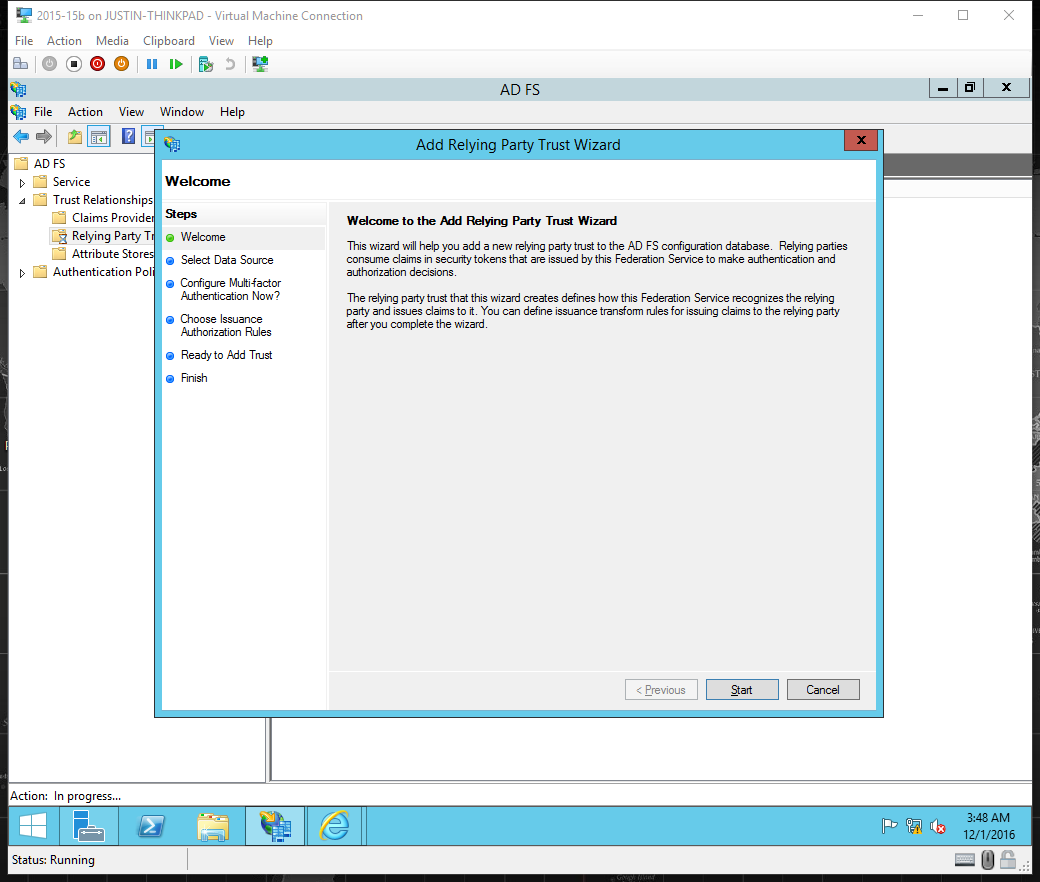 2015-15b on JUSTIN-THINKPAD - Virtual Machine Connection
File Action Media Clipboard View Help
AD FS
File Action View Window Help
AD FS
Service
Trust Relationships
Claims Provider
Relying Party Tr
Attribute Stores
Authentication Poli
Add Relying Party Trust Wizard
Welcome
Steps
Welcome
Select Data Source
Configure Multi-factor
Authentication Now?
Choose Issuance
Authorization Rules
Ready to Add Trust
Finish
Welcome to the Add Relying Party Trust Wizard
This wizard will help you add a new relying party trust to the AD FS configuration database. Relying parties
consume claims in security tokens that are issued by this Federation Service to make authentication and
authorization decisions.
The relying party trust that this wizard creates defines how this Federation Service recognizes the relying
party and issues claims to it. You can define issuance transform rules for issuing claims to the relying party
after you complete the wizard.
< Previous Start Cancel
Action: In progress...
3:48 AM
12/1/2016
Status: Running